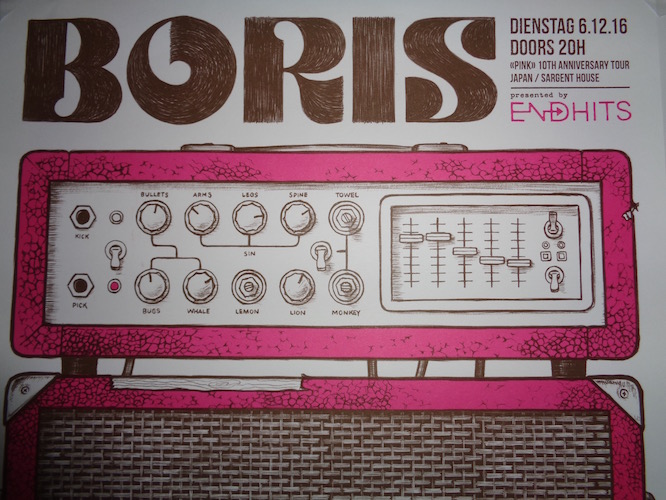 BORIS
DIENSTAG 6.12.16
DOORS 20H
«PINK» 10TH ANNIVERSARY TOUR
JAPAN / SARGENT HOUSE
presented by
ENDHITS
BULLETS ARMS LEGS SPINE TOWEL
KICK
SIN
PICK
BUGS WHALE LEMON LION MONKEY